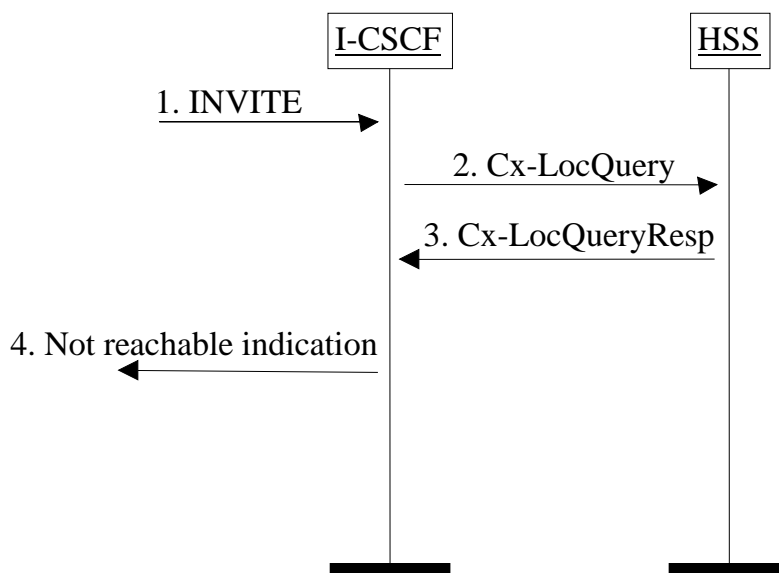 I-CSCF
HSS
1. INVITE
2. Cx-LocQuery
3. Cx-LocQueryResp
4. Not reachable indication